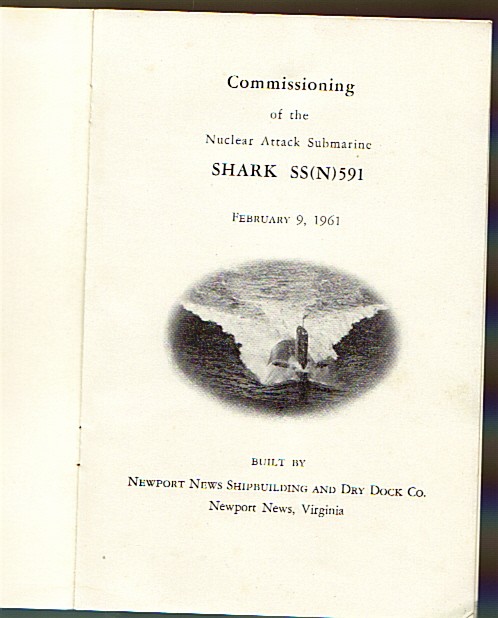 Commissioning
of the
Nuclear Attack Submarine
SHARK SS(N)591
FEBRUARY 9, 1961
BUILT BY
NEWPORT NEWS SHIPBUILDING AND DRY DOCK CO.
Newport News, Virginia